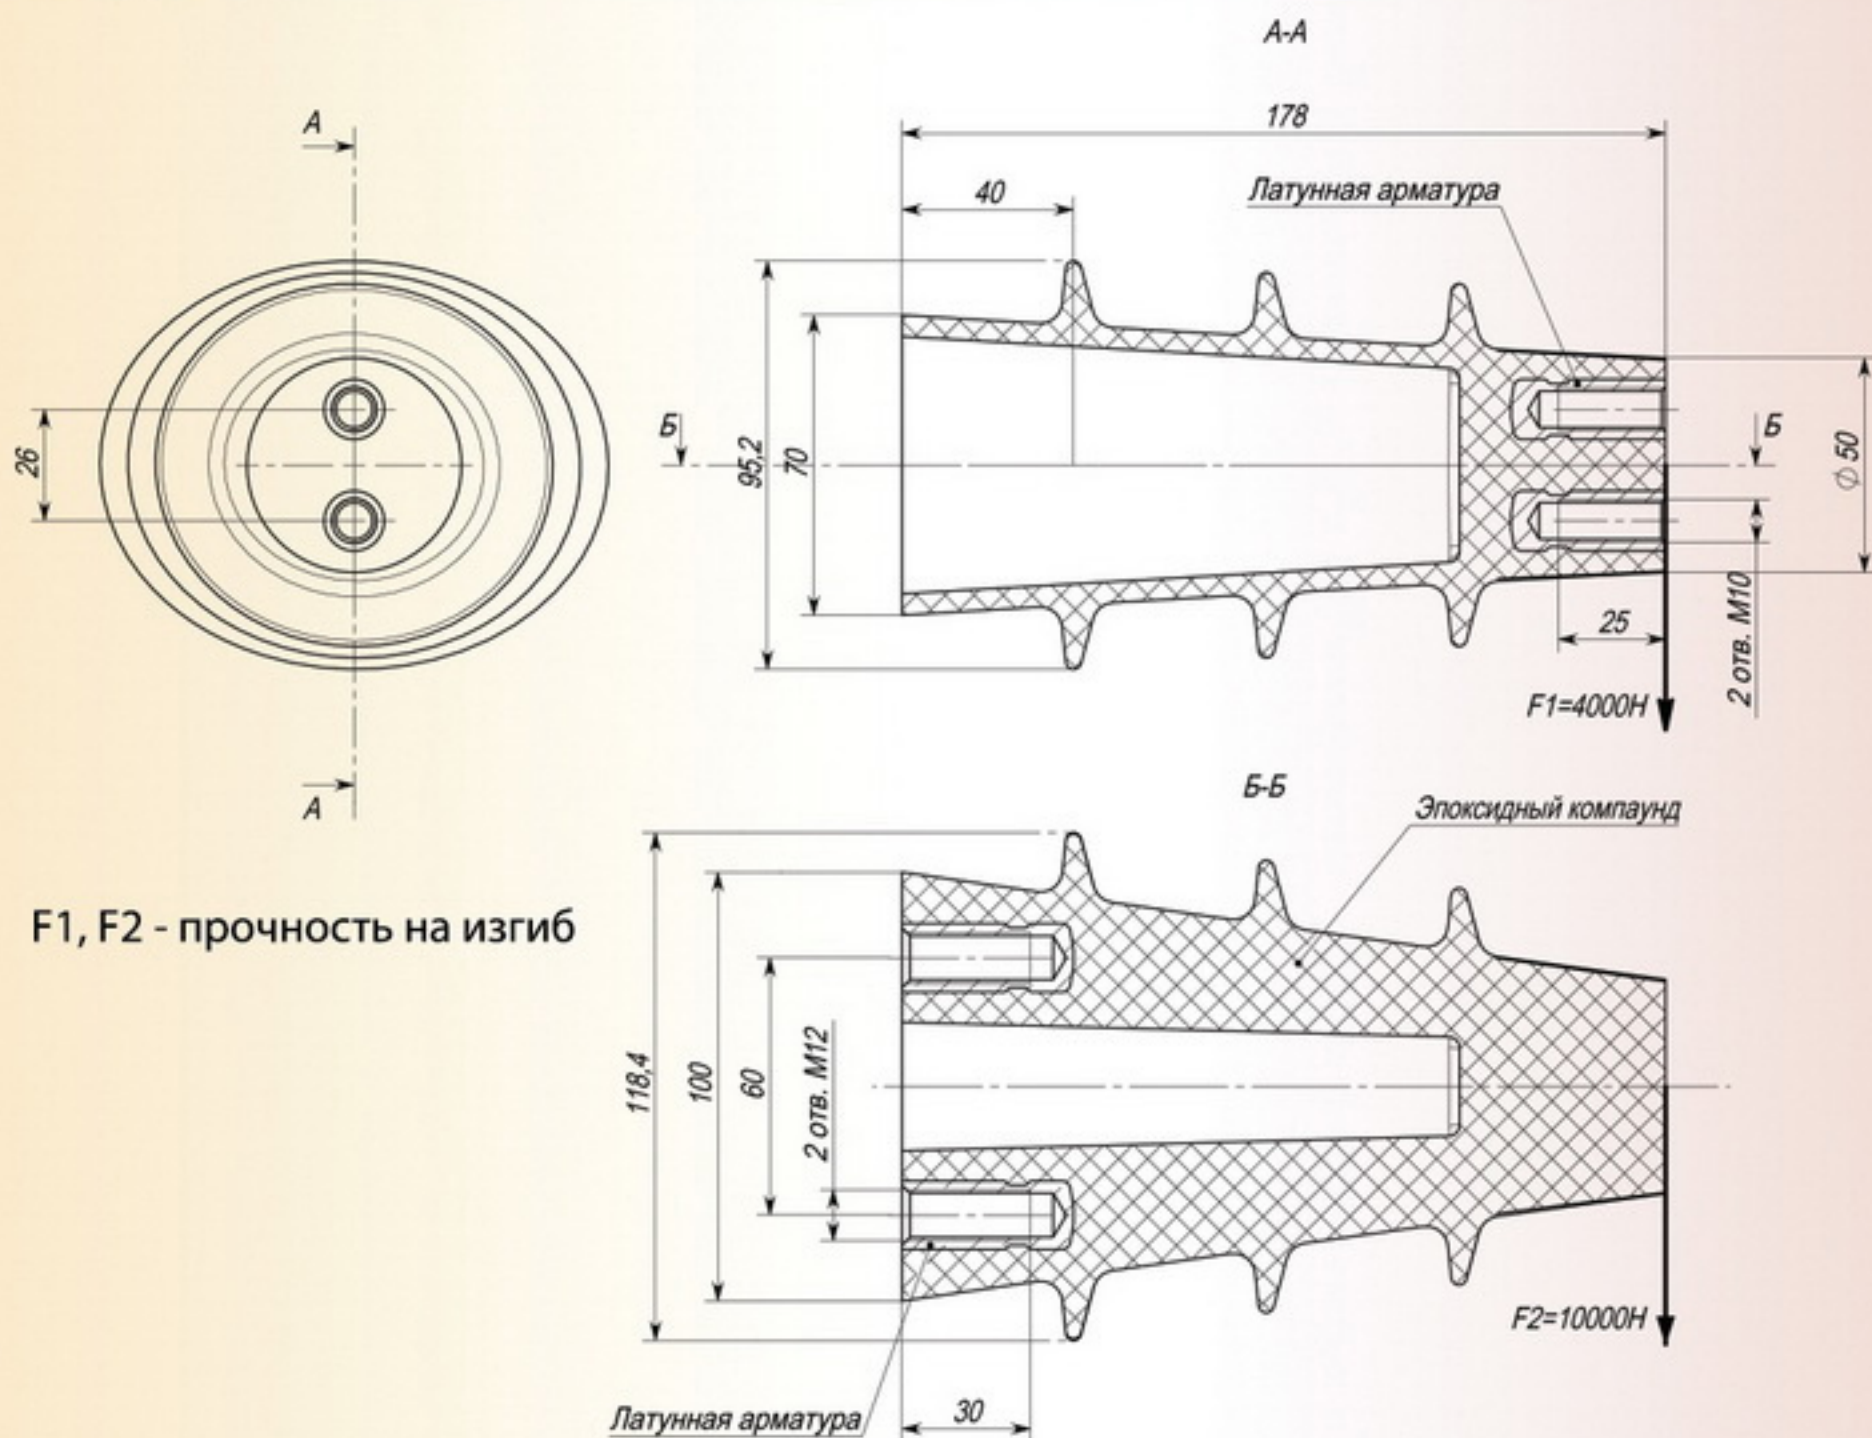 А-А
178
А
40
Латунная арматура
26
Б
95,2
70
Б
⌀ 50
25
2 отв. М10
F1=4000Н
А
Б-Б
Эпоксидный компаунд
F1, F2 - прочность на изгиб
118,4
100
60
2 отв. М12
F2=10000Н
Латунная арматура
30